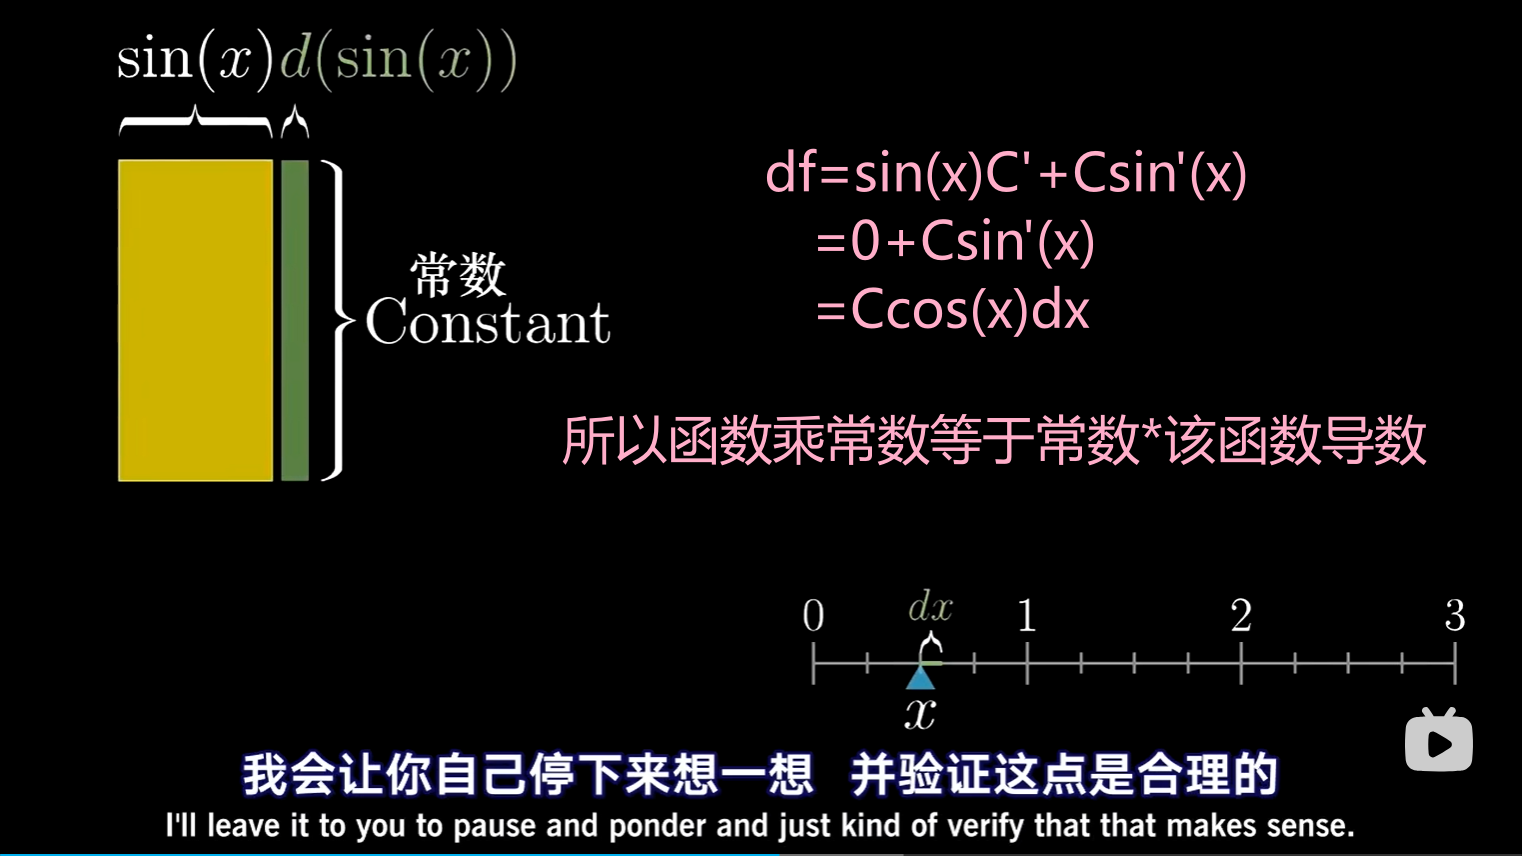 sin(x)d(sin(x))
df=sin(x)C'+Csin'(x)
=0+Csin'(x)
=Ccos(x)dx
常数
Constant
所以函数乘常数等于常数*该函数导数
dx
0 1 2 3
x
我会让你自己停下来想一想 并验证这点是合理的
I'll leave it to you to pause and ponder and just kind of verify that that makes sense.